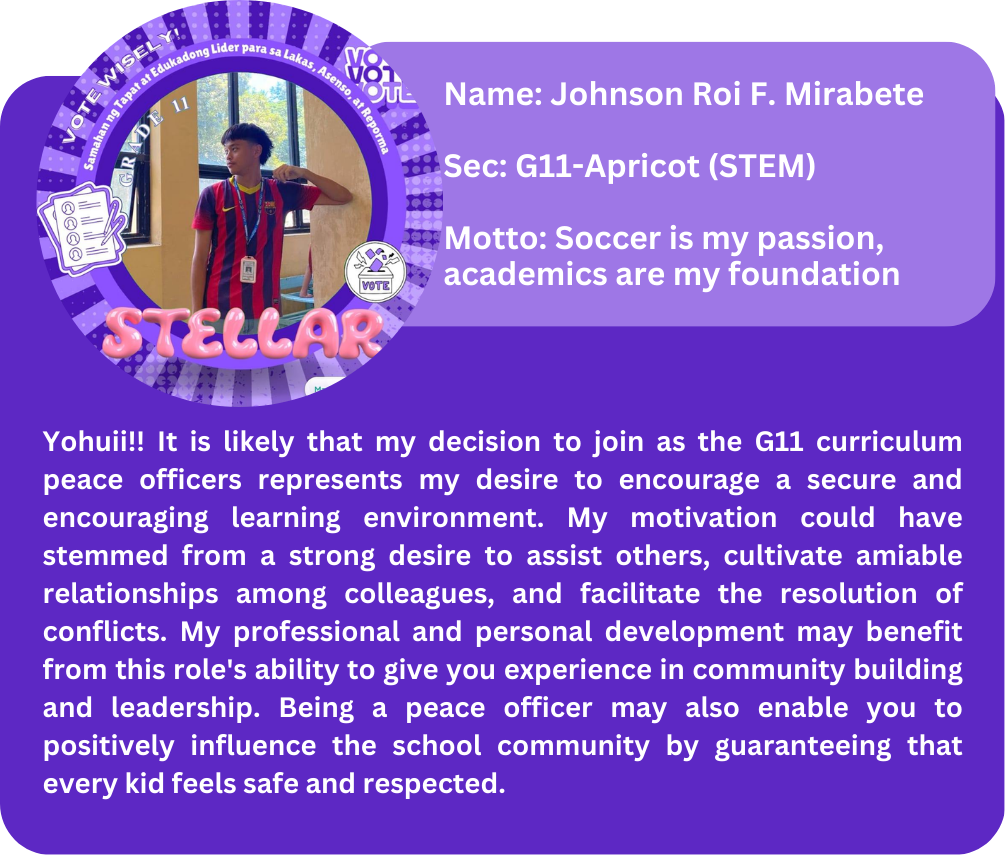 VOTE WISELY!
Samahan ng Tapat at Edukadong Lider para sa Lakas, Asenso, at Reporma
VOTE
VOTE
VOTE
GRADE 11
VOTE
STELLAR
Name: Johnson Roi F. Mirabete
Sec: G11-Apricot (STEM)
Motto: Soccer is my passion,
academics are my foundation
Yohuii!! It is likely that my decision to join as the G11 curriculum
peace officers represents my desire to encourage a secure and
encouraging learning environment. My motivation could have
stemmed from a strong desire to assist others, cultivate amiable
relationships among colleagues, and facilitate the resolution of
conflicts. My professional and personal development may benefit
from this role's ability to give you experience in community building
and leadership. Being a peace officer may also enable you to
positively influence the school community by guaranteeing that
every kid feels safe and respected.